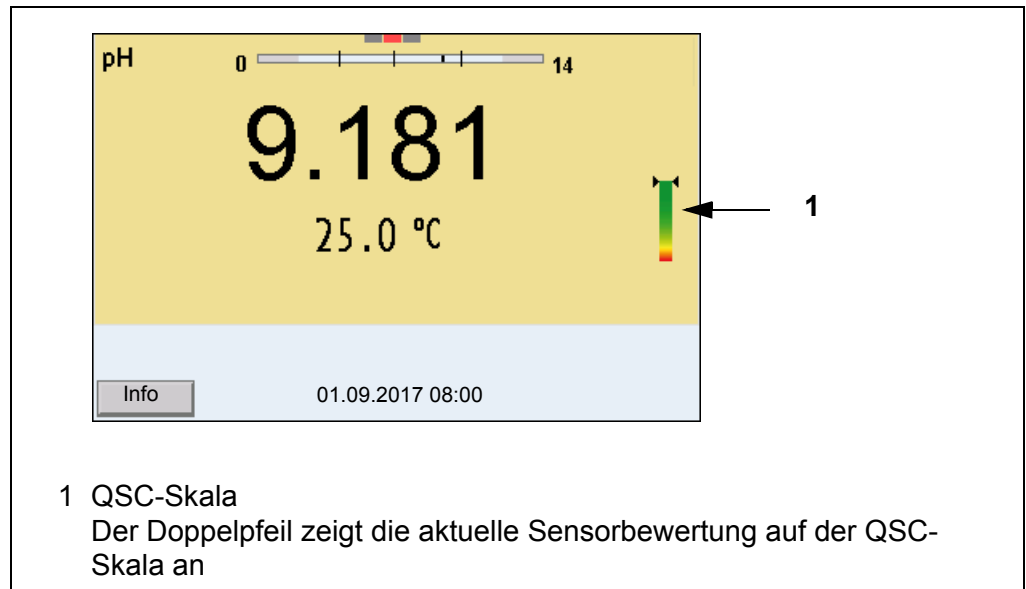 pH
0 14
9.181
25.0 °C
1
Info
01.09.2017 08:00
1 QSC-Skala
Der Doppelpfeil zeigt die aktuelle Sensorbewertung auf der QSC-
Skala an